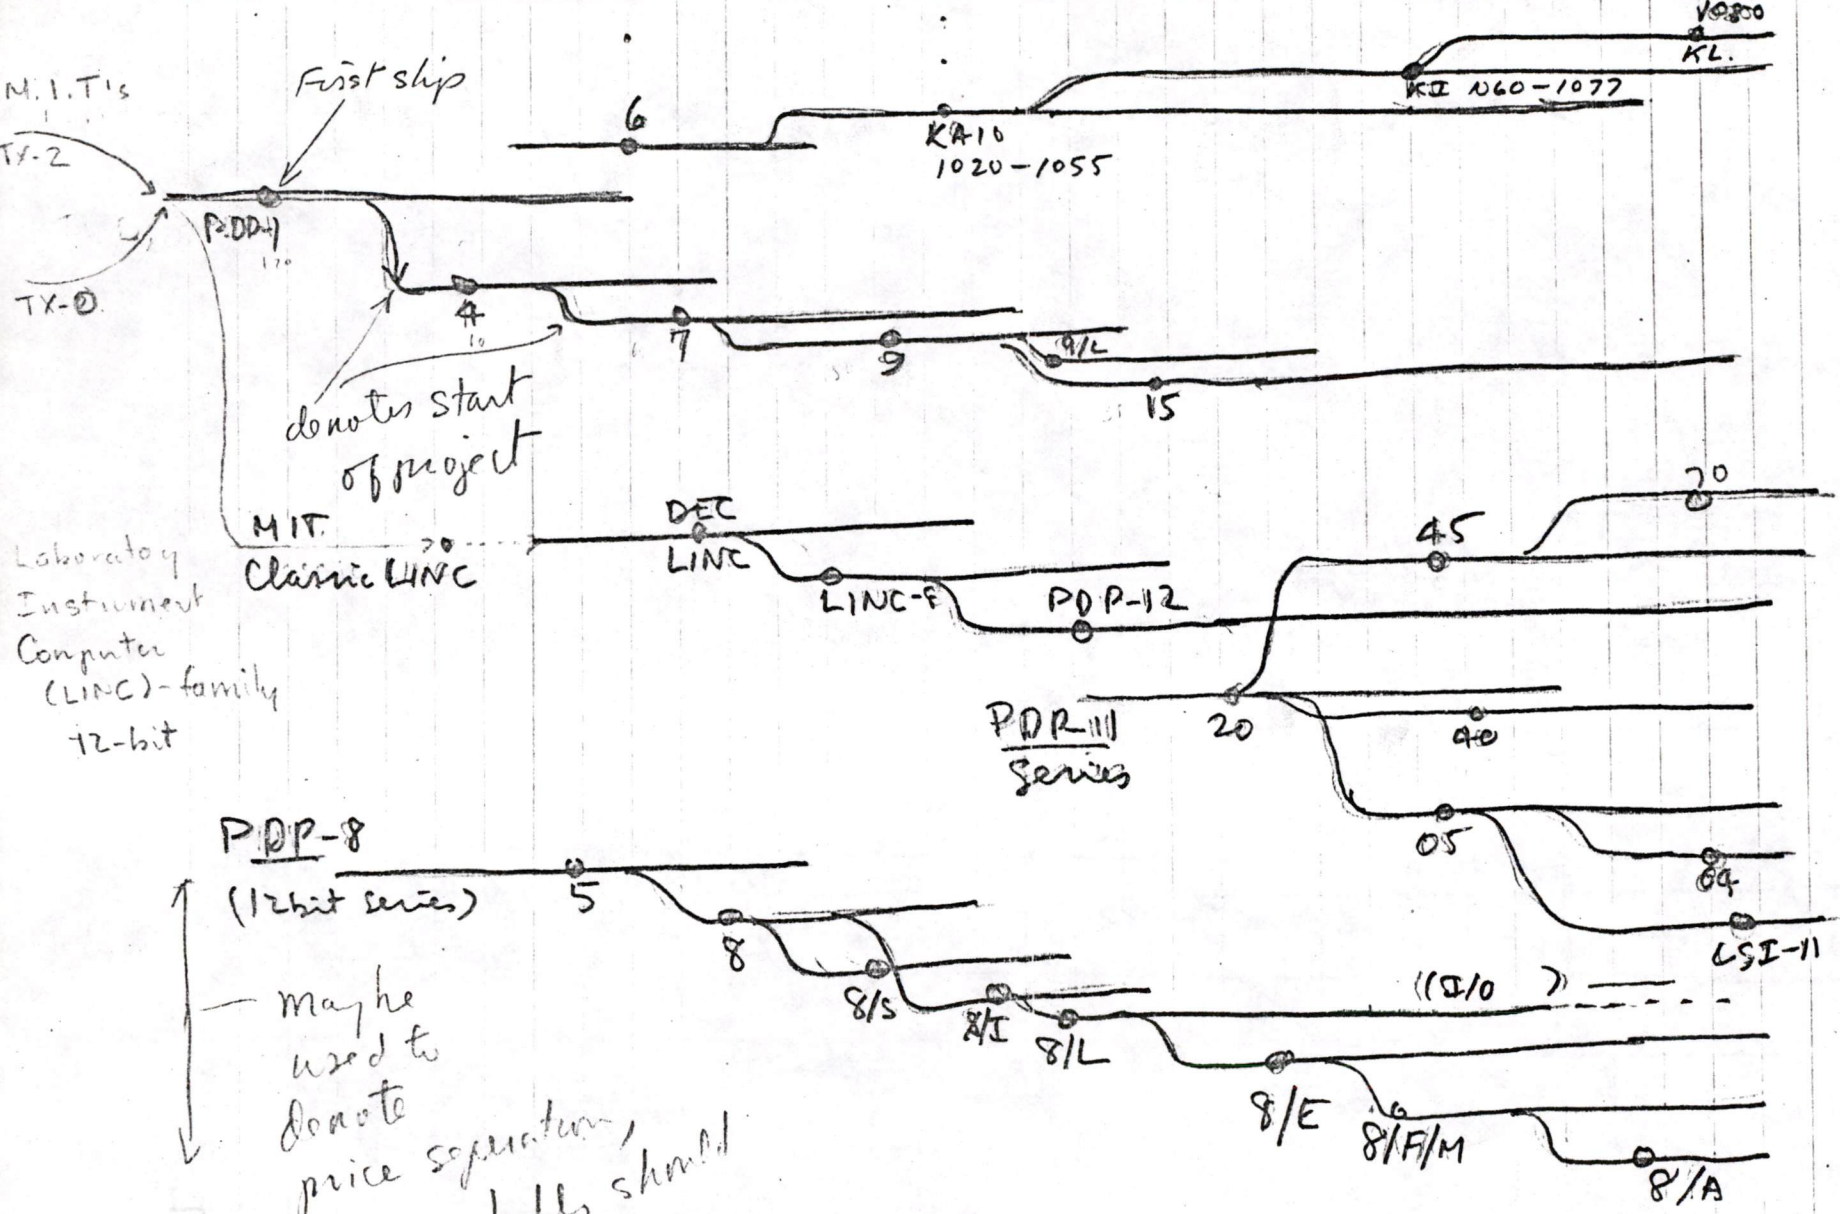 M.I.T's
TX-2
TX-0
First ship
PDP-1
6
KA10
1020-1055
KI 1060-1077
KL.
4
7
9
9/L
15
denotes start
of project
MIT.
Classic LINC
DEC
LINC
LINC-8
PDP-12
Laboratory
Instrument
Computer
(LINC)-family
12-bit
PDP-11
Series
20
45
70
40
05
04
LSI-11
PDP-8
(12bit series)
5
8
8/S
8/I
8/L
((I/O )
8/E
8/F/M
8/A
maybe
used to
denote
price separation,
should